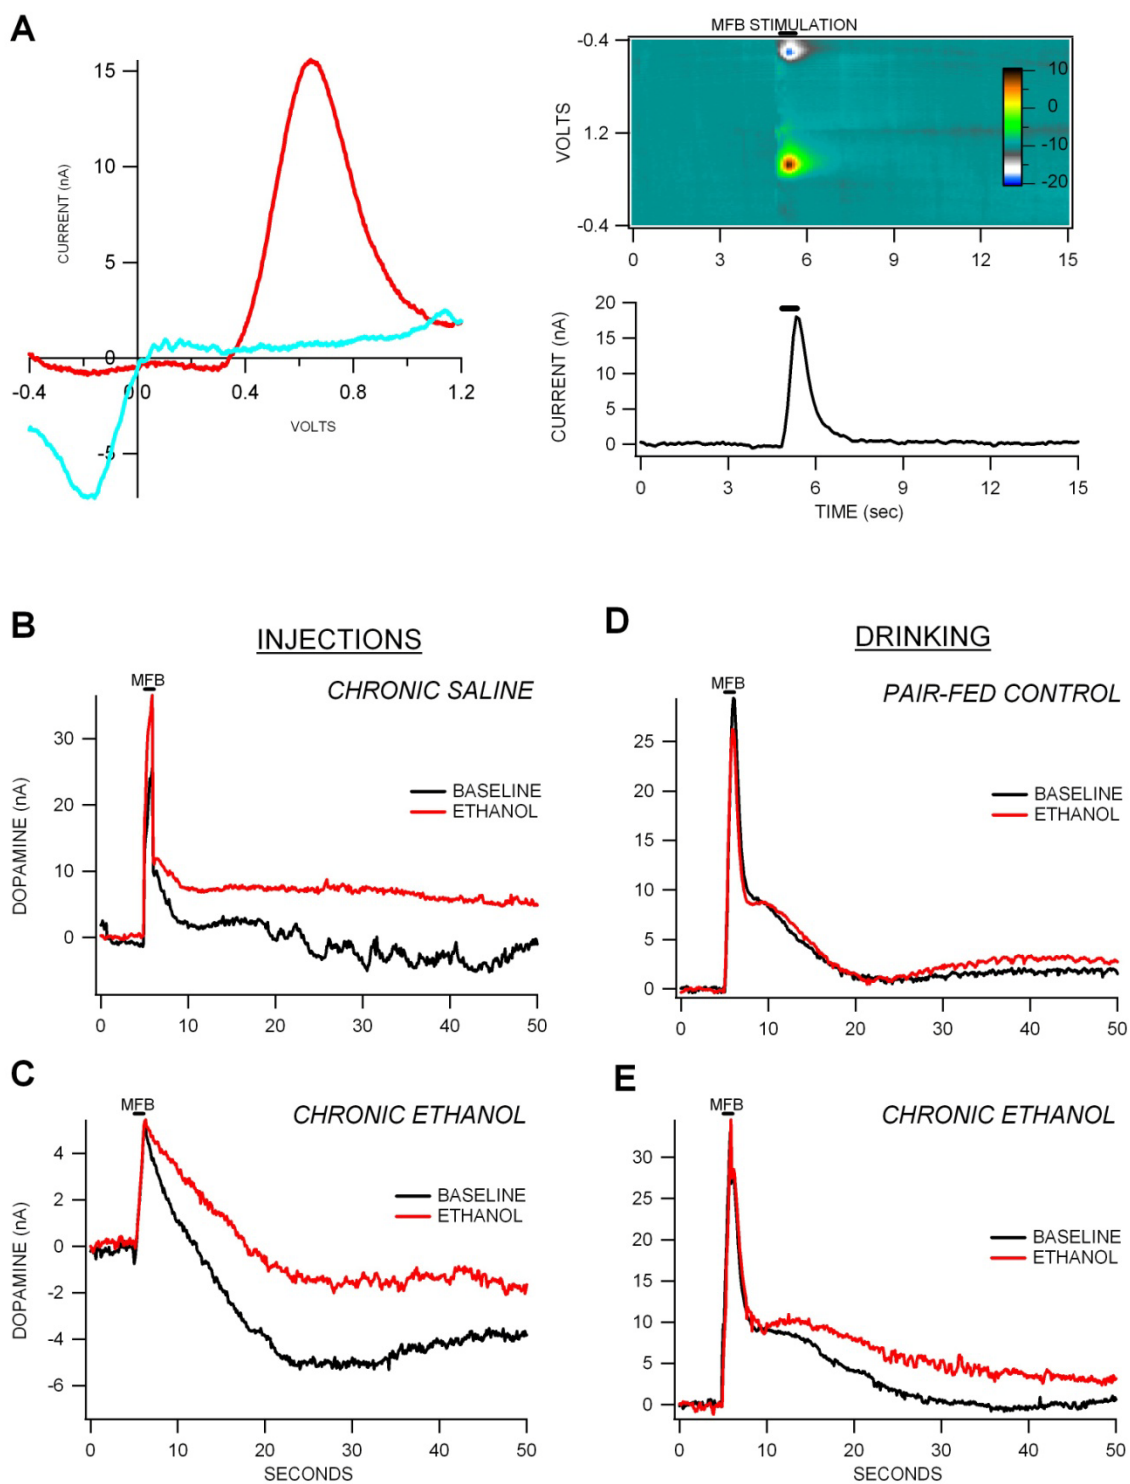 A
CURRENT (nA)
15
10
5
0
-5
-0.4
0.0
0.4
0.8
1.2
VOLTS
MFB STIMULATION
VOLTS
-0.4
1.2
-0.4
10
0
-10
-20
0
3
6
9
12
15
CURRENT (nA)
20
15
10
5
0
0
3
6
9
12
15
TIME (sec)
B
INJECTIONS
MFB
CHRONIC SALINE
BASELINE
ETHANOL
DOPAMINE (nA)
30
20
10
0
0
10
20
30
40
50
D
DRINKING
MFB
PAIR-FED CONTROL
BASELINE
ETHANOL
25
20
15
10
5
0
0
10
20
30
40
50
C
MFB
CHRONIC ETHANOL
BASELINE
ETHANOL
DOPAMINE (nA)
4
2
0
-2
-4
-6
0
10
20
30
40
50
SECONDS
E
MFB
CHRONIC ETHANOL
BASELINE
ETHANOL
30
25
20
15
10
5
0
0
10
20
30
40
50
SECONDS